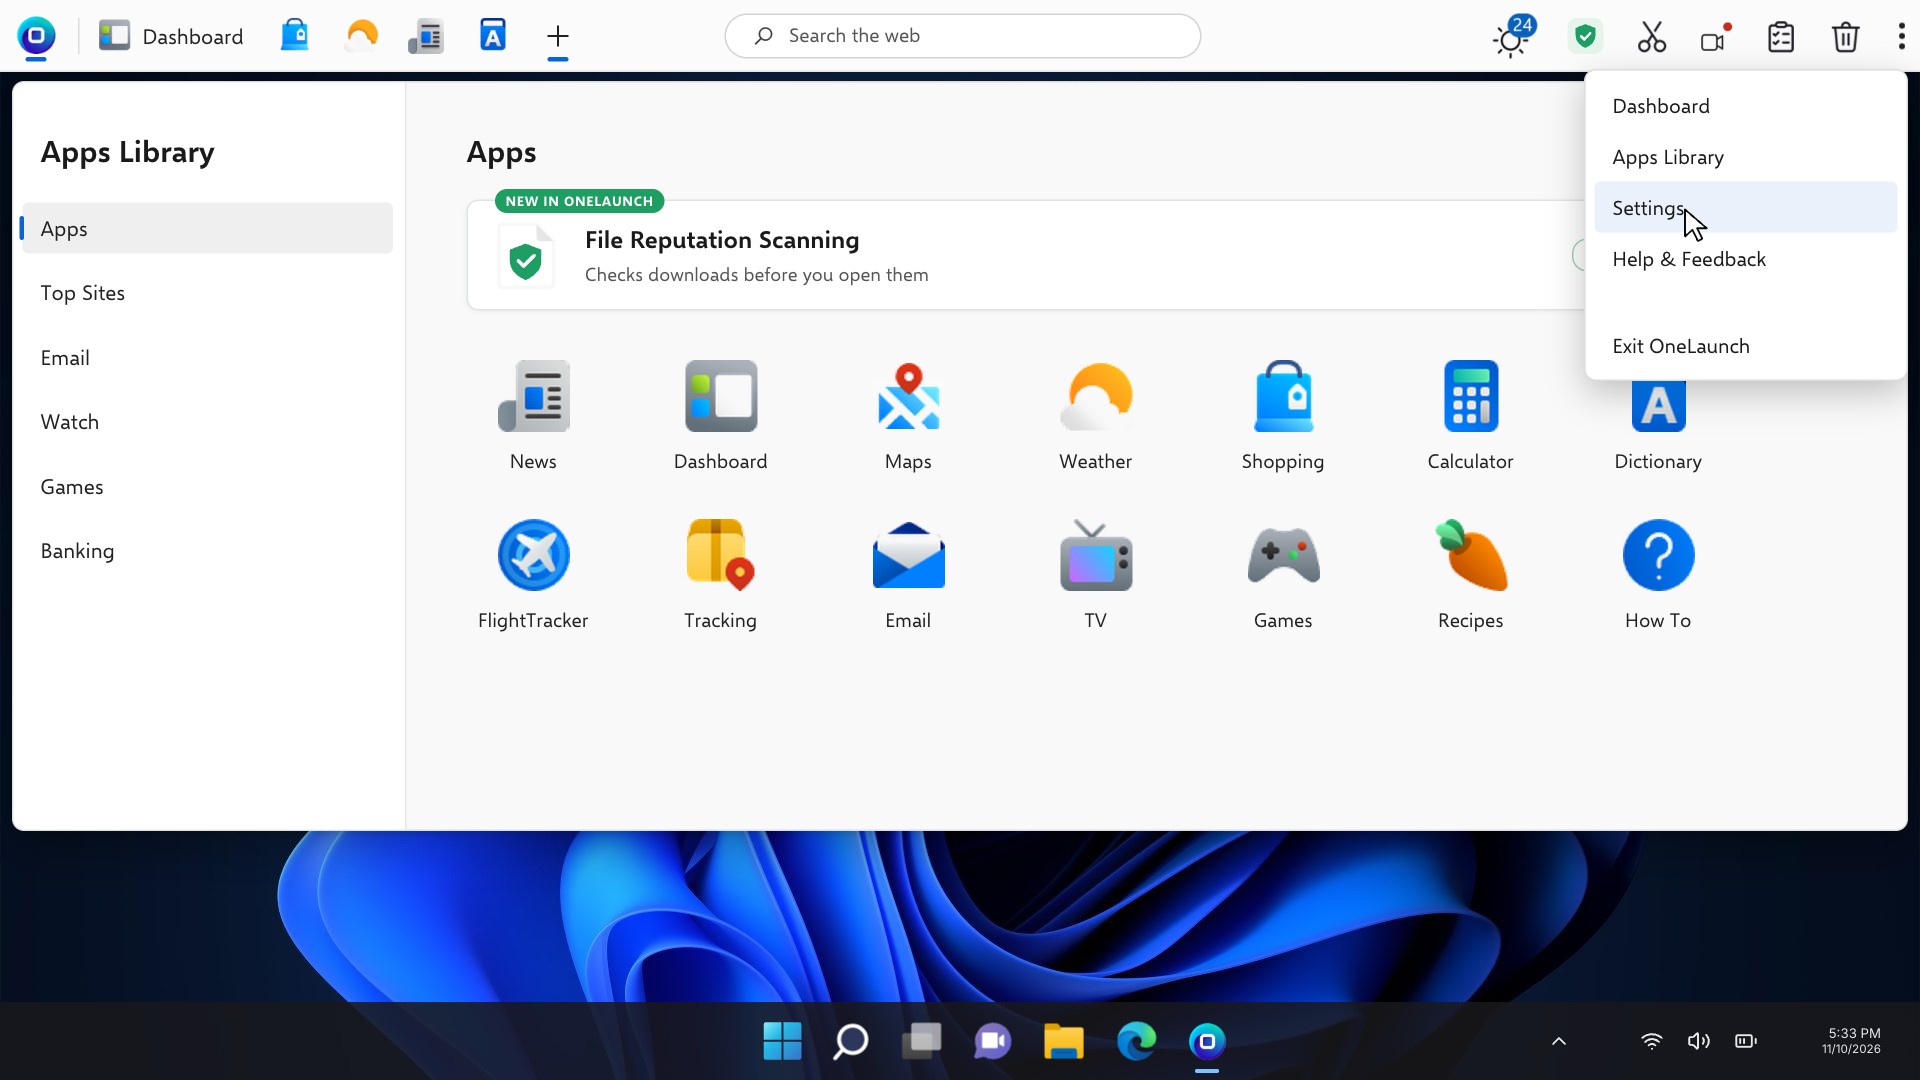 Dashboard
A
Search the web
24
Apps Library
Apps
Top Sites
Email
Watch
Games
Banking
Apps
NEW IN ONELAUNCH
File Reputation Scanning
Checks downloads before you open them
Dashboard
Apps Library
Settings
Help & Feedback
Exit OneLaunch
A
News
Dashboard
Maps
Weather
Shopping
Calculator
Dictionary
?
FlightTracker
Tracking
Email
TV
Games
Recipes
How To
5:33 PM
11/10/2026